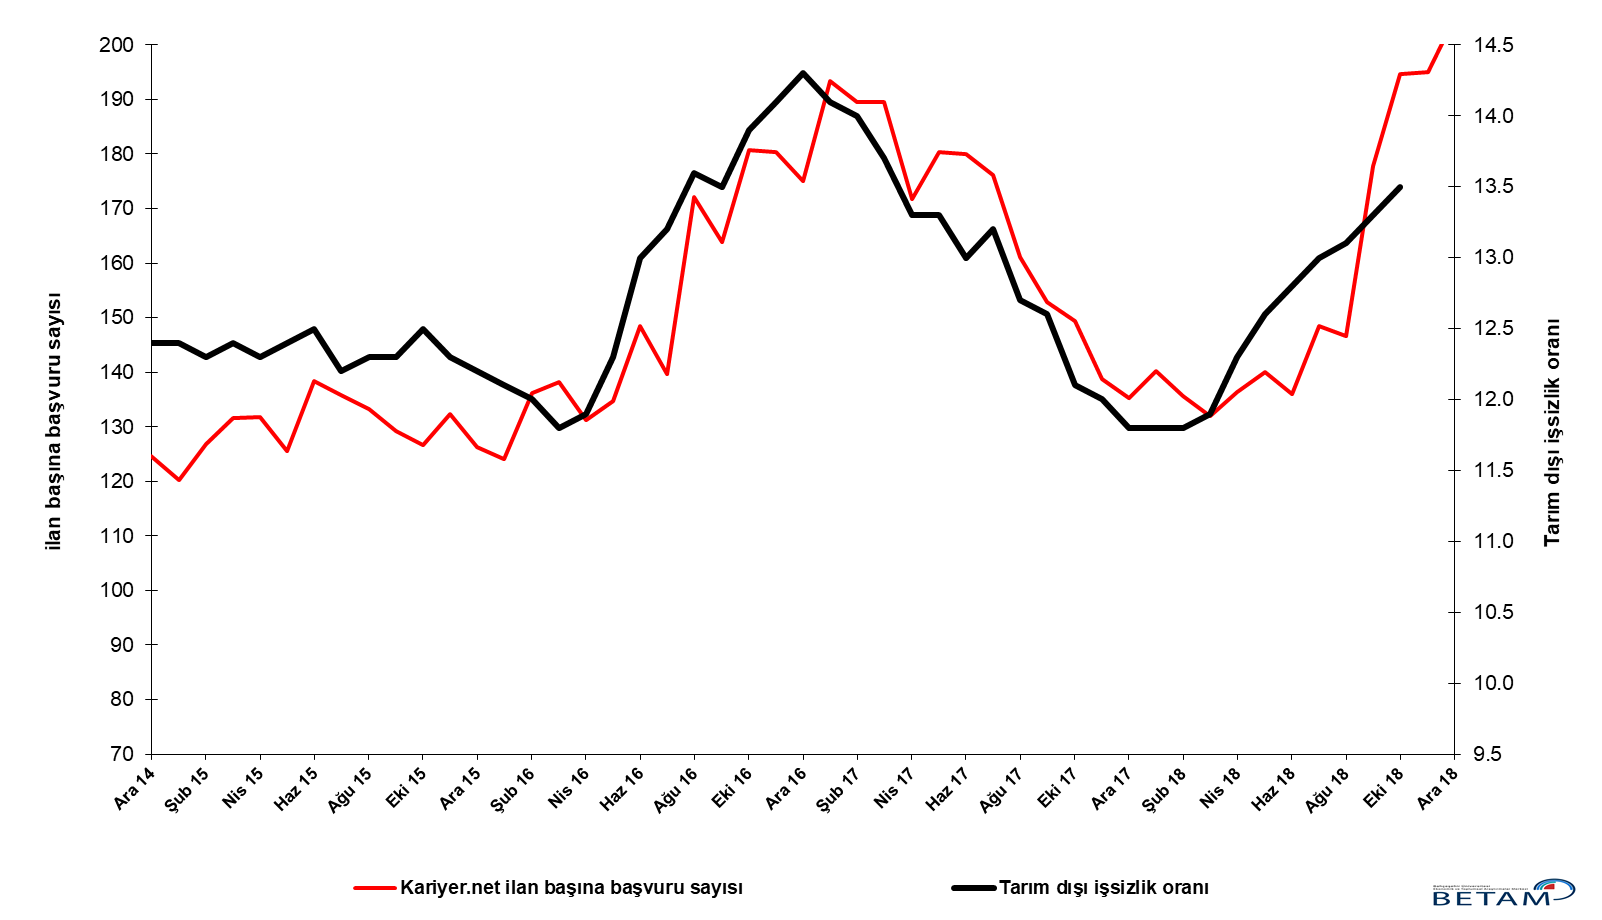 200
190
180
170
160
150
140
130
120
110
100
90
80
70
ilan başına başvuru sayısı
14.5
14.0
13.5
13.0
12.5
12.0
11.5
11.0
10.5
10.0
9.5
Tarım dışı işsizlik oranı
Ara 14
Şub 15
Nis 15
Haz 15
Ağu 15
Eki 15
Ara 15
Şub 16
Nis 16
Haz 16
Ağu 16
Eki 16
Ara 16
Şub 17
Nis 17
Haz 17
Ağu 17
Eki 17
Ara 17
Şub 18
Nis 18
Haz 18
Ağu 18
Eki 18
Ara 18
Kariyer.net ilan başına başvuru sayısı
Tarım dışı işsizlik oranı
BETAM